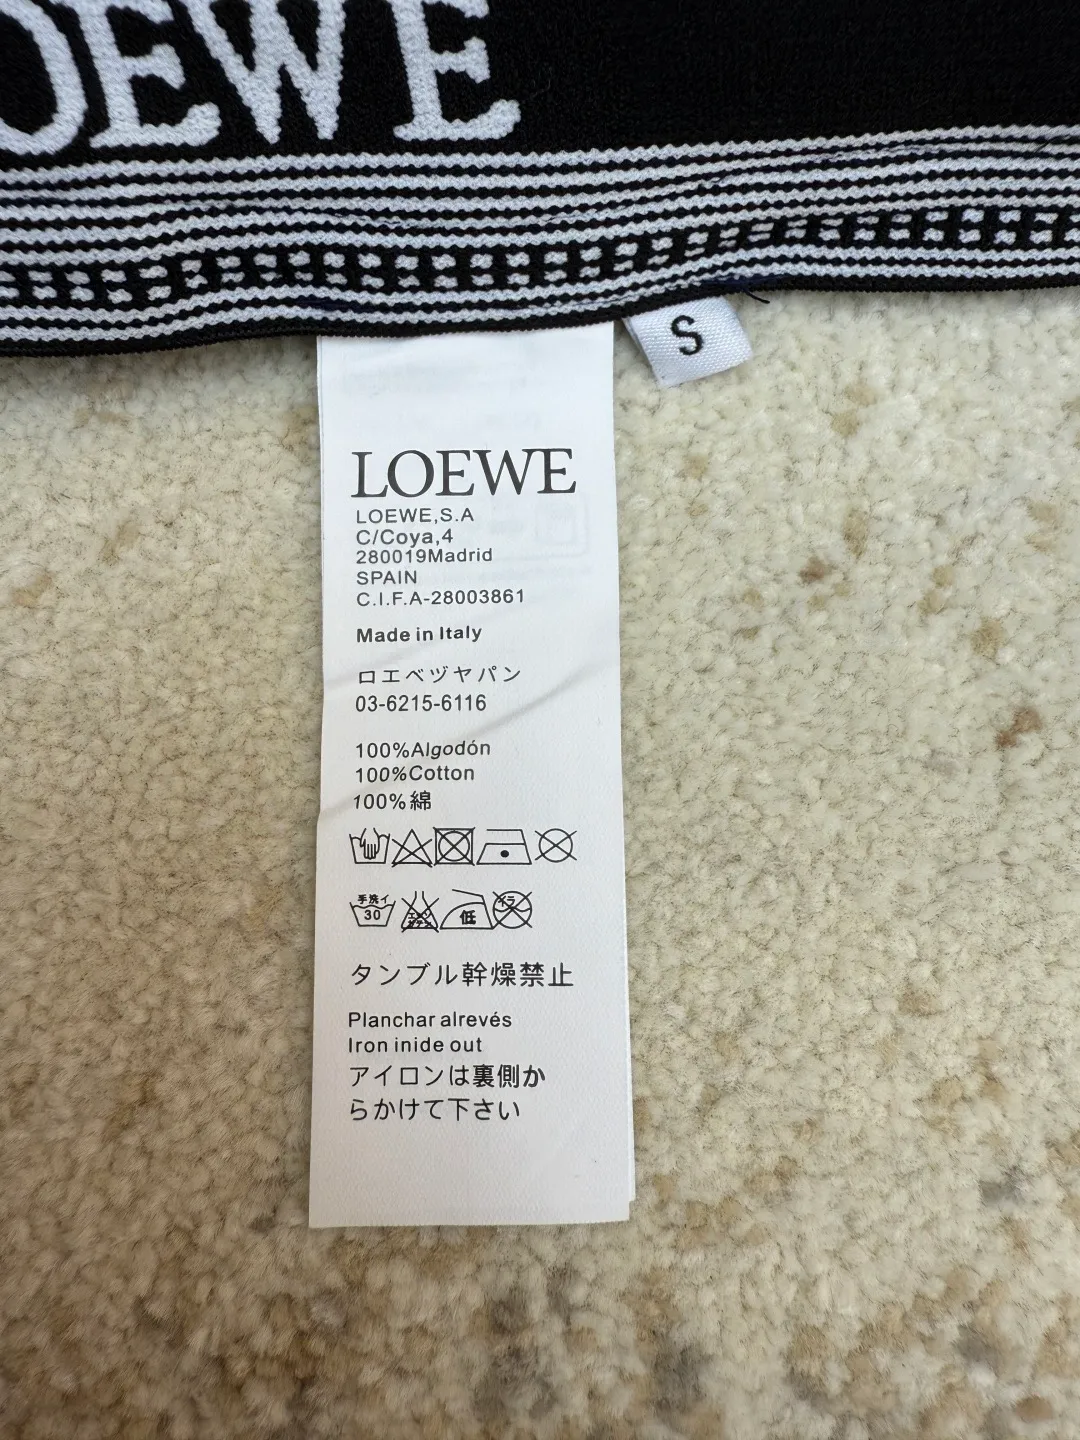 OEWE
S
LOEWE
LOEWE,S.A
C/Coya,4
280019Madrid
SPAIN
C.I.F.A-28003861
Made in Italy
ロエベヅヤパン
03-6215-6116
100%Algodón
100%Cotton
100%綿
手洗イ
30
低
タンブル幹燥禁止
Planchar alrevés
Iron inide out
アイロンは裏側か
らかけて下さい